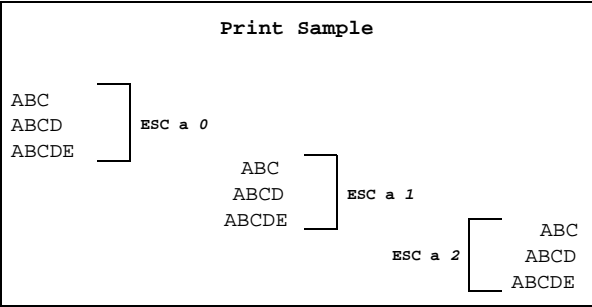 Print Sample
ABC
ABCD
ABCDE
ESC a 0
ABC
ABCD
ABCDE
ESC a 1
ESC a 2
ABC
ABCD
ABCDE